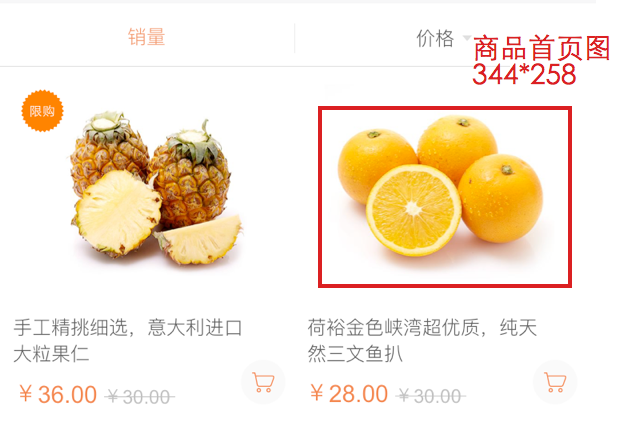 销量
价格
商品首页图
344*258
限购
手工精挑细选，意大利进口
大粒果仁
¥36.00 ¥30.00
荷裕金色峡湾超优质，纯天
然三文鱼扒
¥28.00 ¥30.00